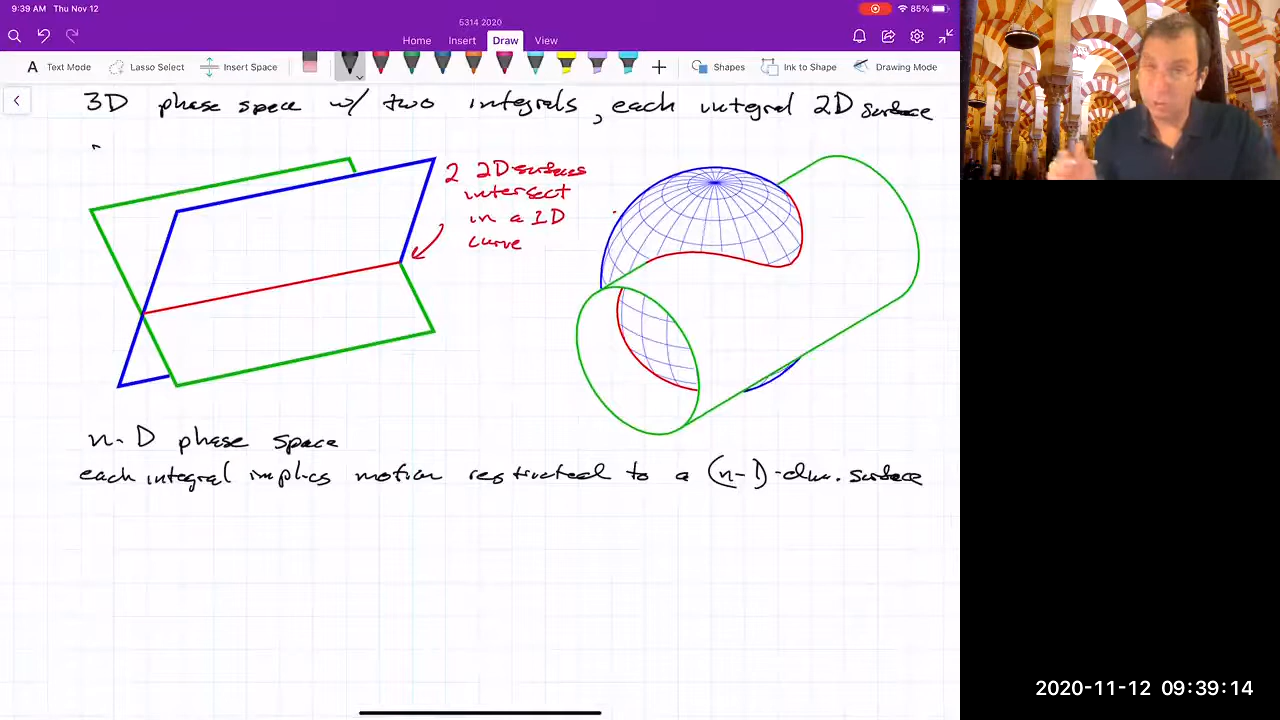 9:39 AM Thu Nov 12
85%
5314 2020
Home Insert Draw View
Text Mode Lasso Select Insert Space Shapes Ink to Shape Drawing Mode
3D phase space w/ two integrals, each integral 2D surface
2 2D surfaces
intersect
in a 1D
curve
n-D phase space
each integral implies motion restricted to a (n-1)-dim. surface
2020-11-12 09:39:14